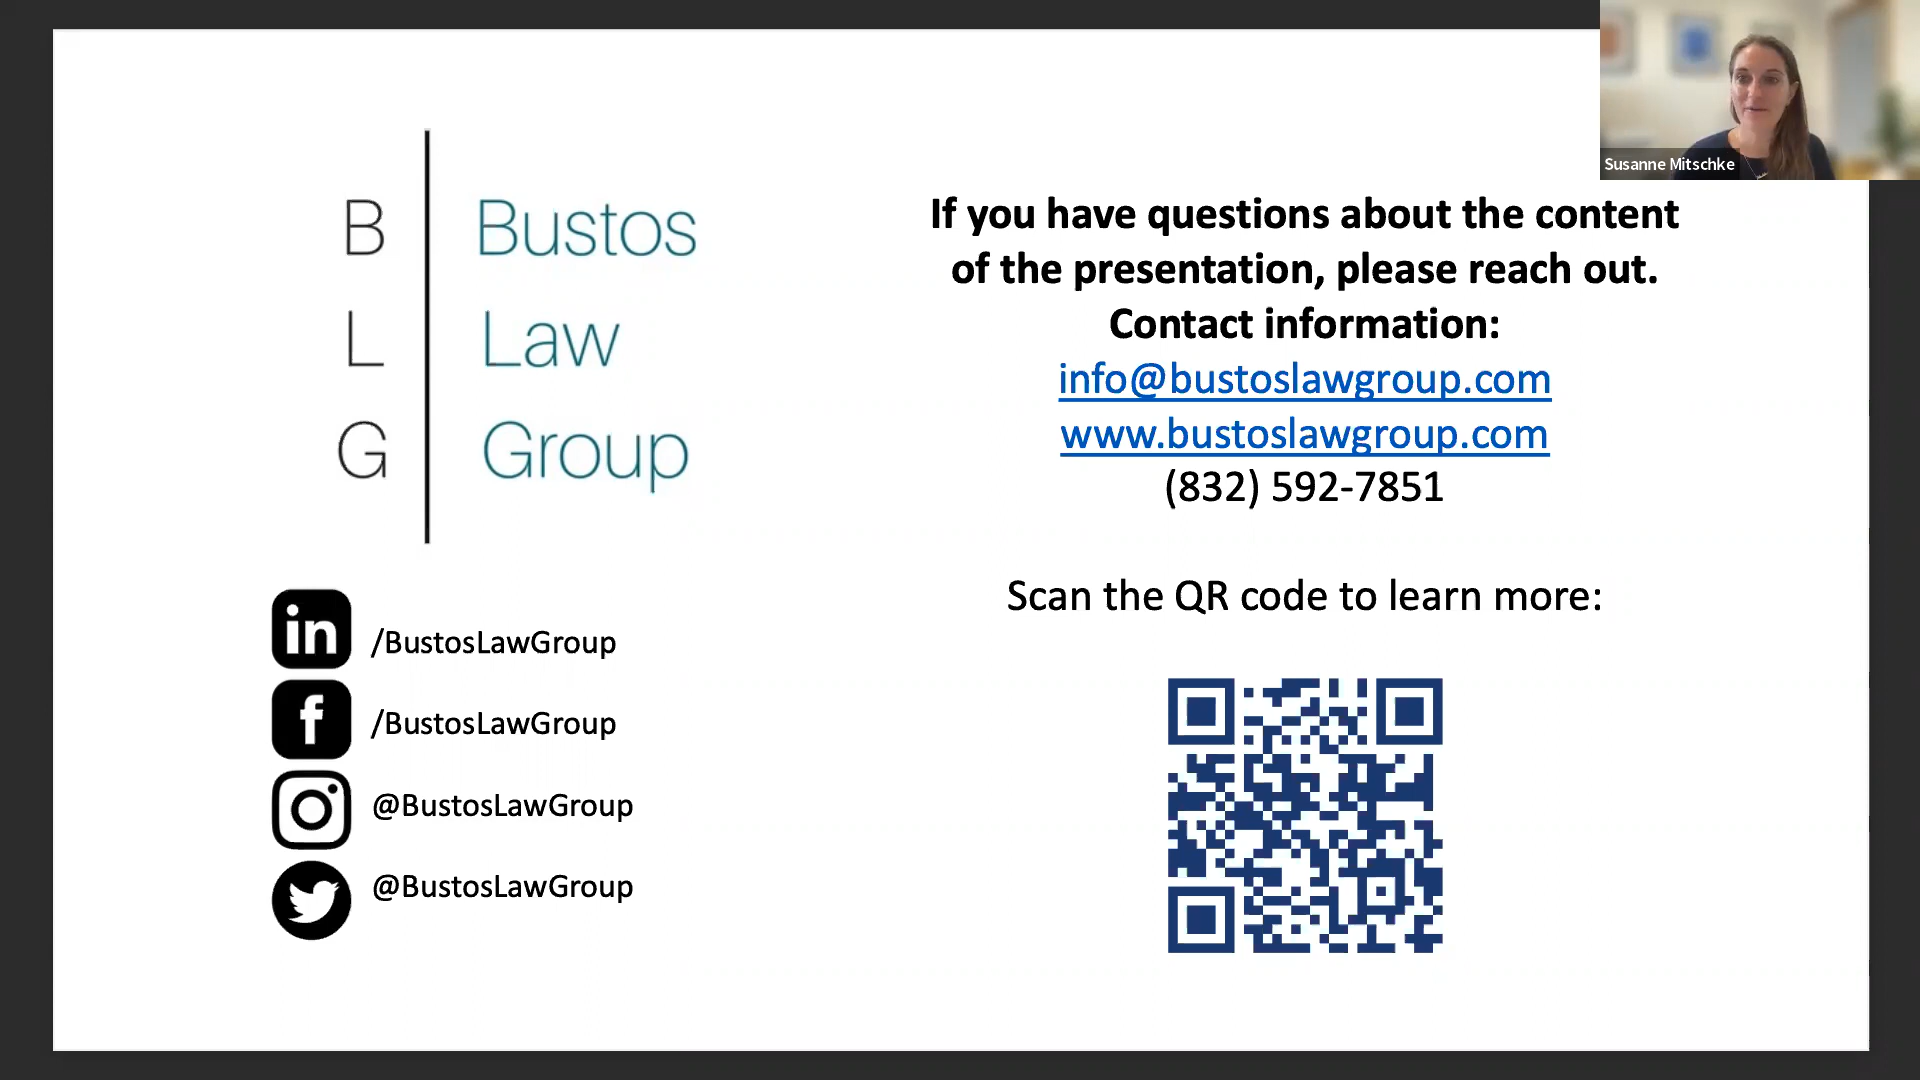 B
L
G
Bustos
Law
Group
Susanne Mitschke
If you have questions about the content
of the presentation, please reach out.
Contact information:
info@bustoslawgroup.com
www.bustoslawgroup.com
(832) 592-7851
Scan the QR code to learn more:
in /BustosLawGroup
f /BustosLawGroup
@BustosLawGroup
@BustosLawGroup